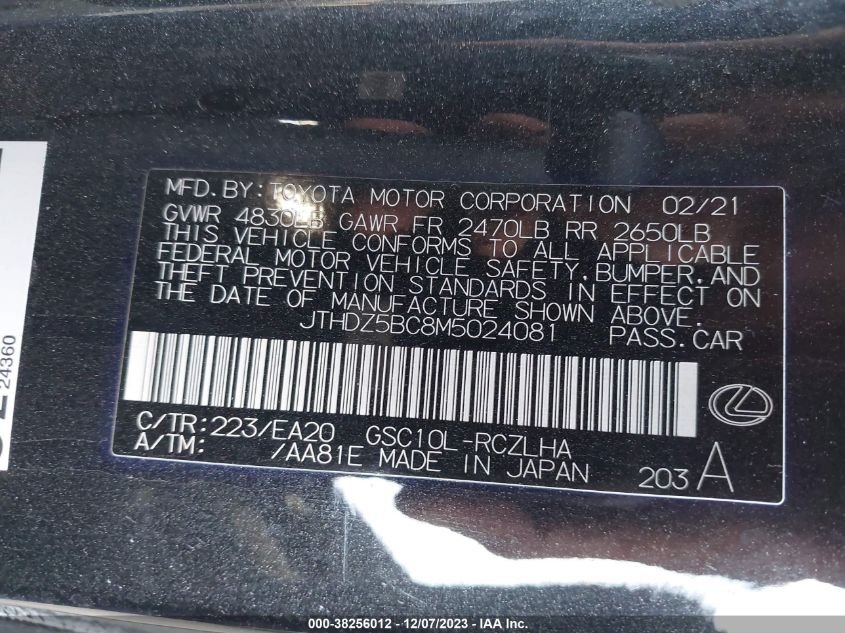 MFD. BY: TOYOTA MOTOR CORPORATION 02/21
GVWR 4830LB GAWR FR 2470LB RR 2650LB
THIS VEHICLE CONFORMS TO ALL APPLICABLE
FEDERAL MOTOR VEHICLE SAFETY, BUMPER, AND
THEFT PREVENTION STANDARDS IN EFFECT ON
THE DATE OF MANUFACTURE SHOWN ABOVE.
JTHDZ5BC8M5024081 PASS. CAR
C/TR: 223/EA20 GSC10L-RCZLHA
A/TM: /AA81E MADE IN JAPAN
203 A
24360
000-38256012 - 12/07/2023 - IAABU